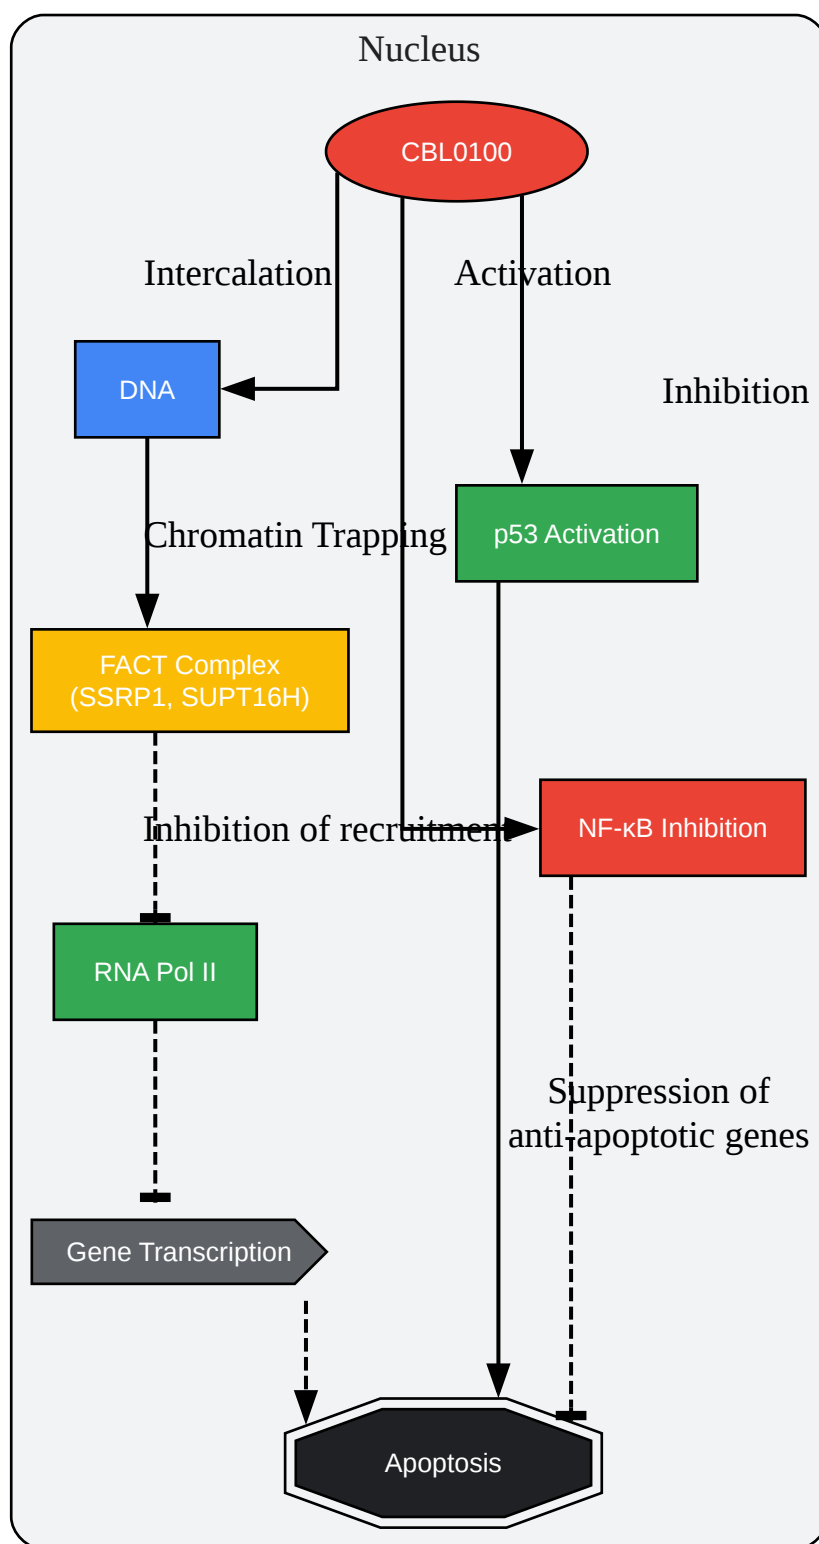 Nucleus
CBL0100
Intercalation
Activation
DNA
Inhibition
Chromatin Trapping
p53 Activation
FACT Complex
(SSRP1, SUPT16H)
Inhibition of recruitment
NF-κB Inhibition
RNA Pol II
Suppression of
anti-apoptotic genes
Gene Transcription
Apoptosis